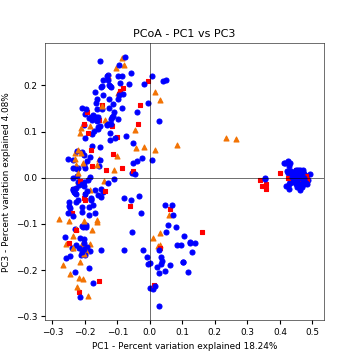 PCoA - PC1 vs PC3
PC3 - Percent variation explained 4.08%
0.2
0.1
0.0
−0.1
−0.2
−0.3
−0.3 −0.2 −0.1 0.0 0.1 0.2 0.3 0.4 0.5
PC1 - Percent variation explained 18.24%